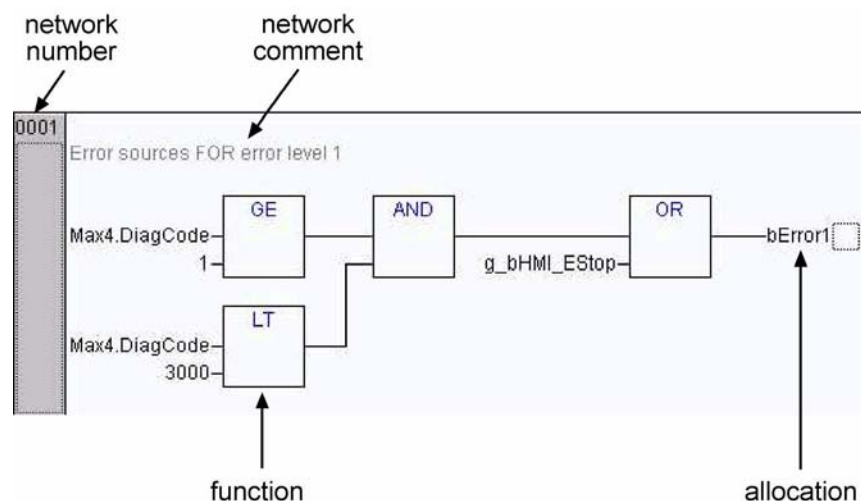 network
number
network
comment
0001
Error sources FOR error level 1
GE
AND
OR
Max4.DiagCode
bError1
1
g_bHMI_EStop
LT
Max4.DiagCode
3000
function
allocation